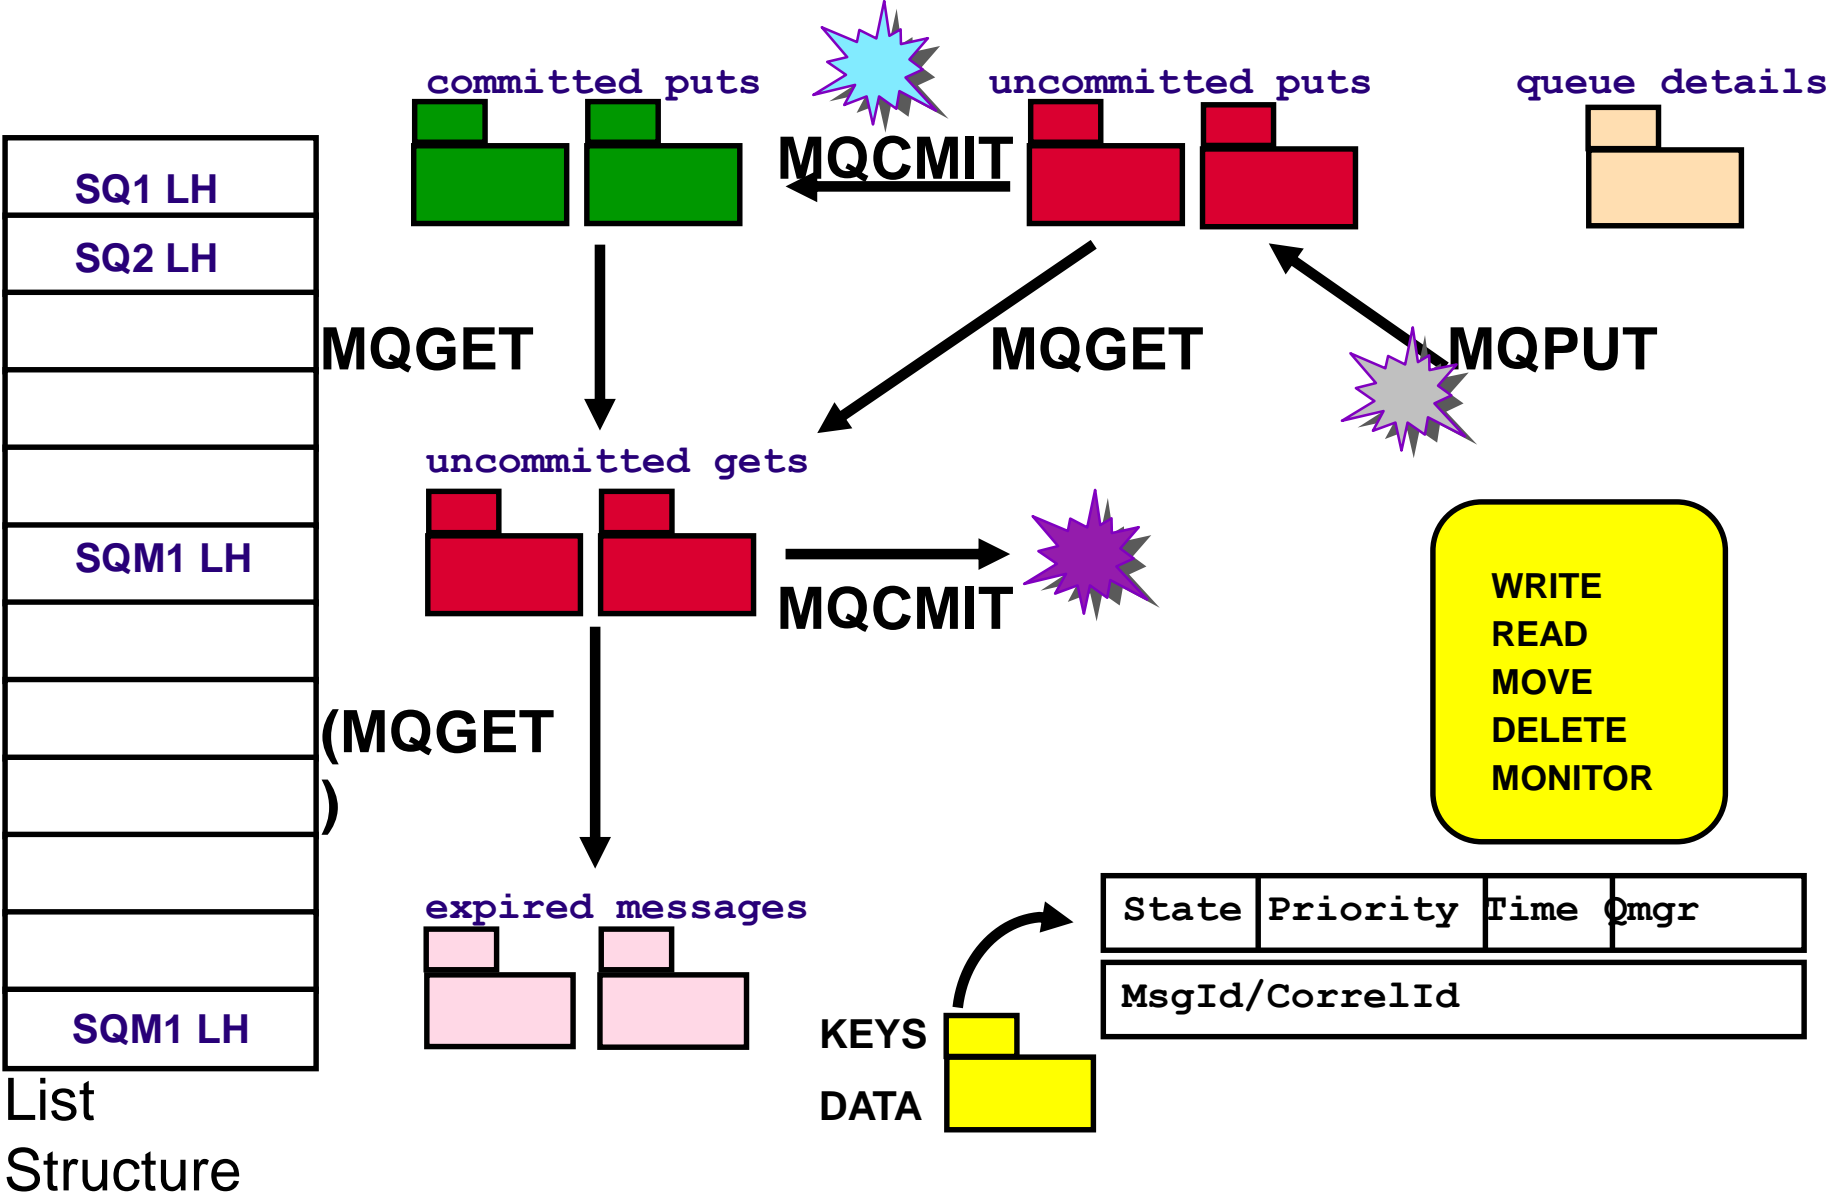 committed puts
uncommitted puts
queue details
MQCMIT
SQ1 LH
SQ2 LH
MQGET
MQGET
MQPUT
uncommitted gets
SQM1 LH
MQCMIT
WRITE
READ
MOVE
DELETE
MONITOR
(MQGET
)
expired messages
State Priority Time Qmgr
MsgId/CorrelId
SQM1 LH
KEYS
DATA
List
Structure